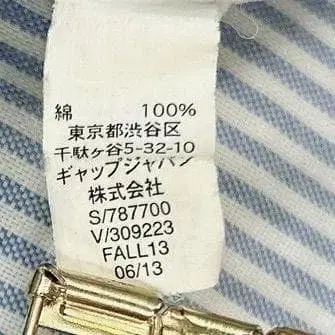 綿 100%
東京都渋谷区
千駄ヶ谷5-32-10
ギャップジャパン
株式会社
S/787700
V/309223
FALL13
06/13